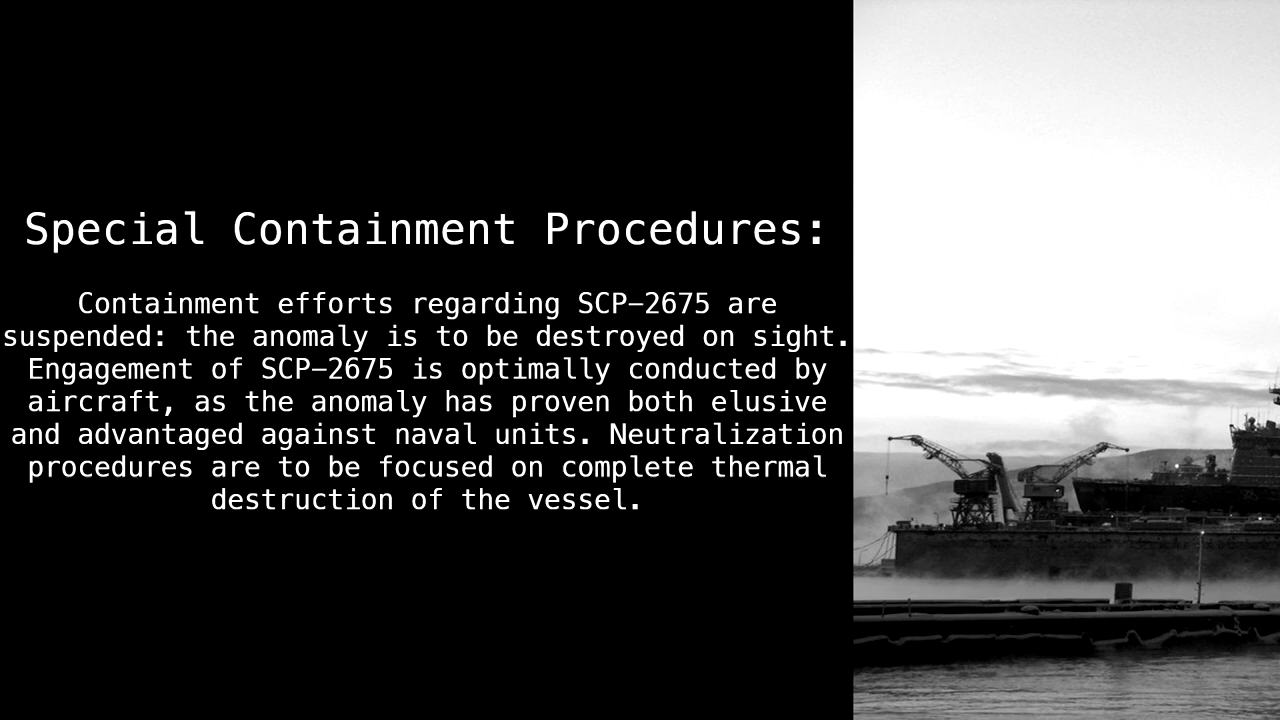 Special Containment Procedures:
Containment efforts regarding SCP–2675 are
suspended: the anomaly is to be destroyed on sight.
Engagement of SCP–2675 is optimally conducted by
aircraft, as the anomaly has proven both elusive
and advantaged against naval units. Neutralization
procedures are to be focused on complete thermal
destruction of the vessel.